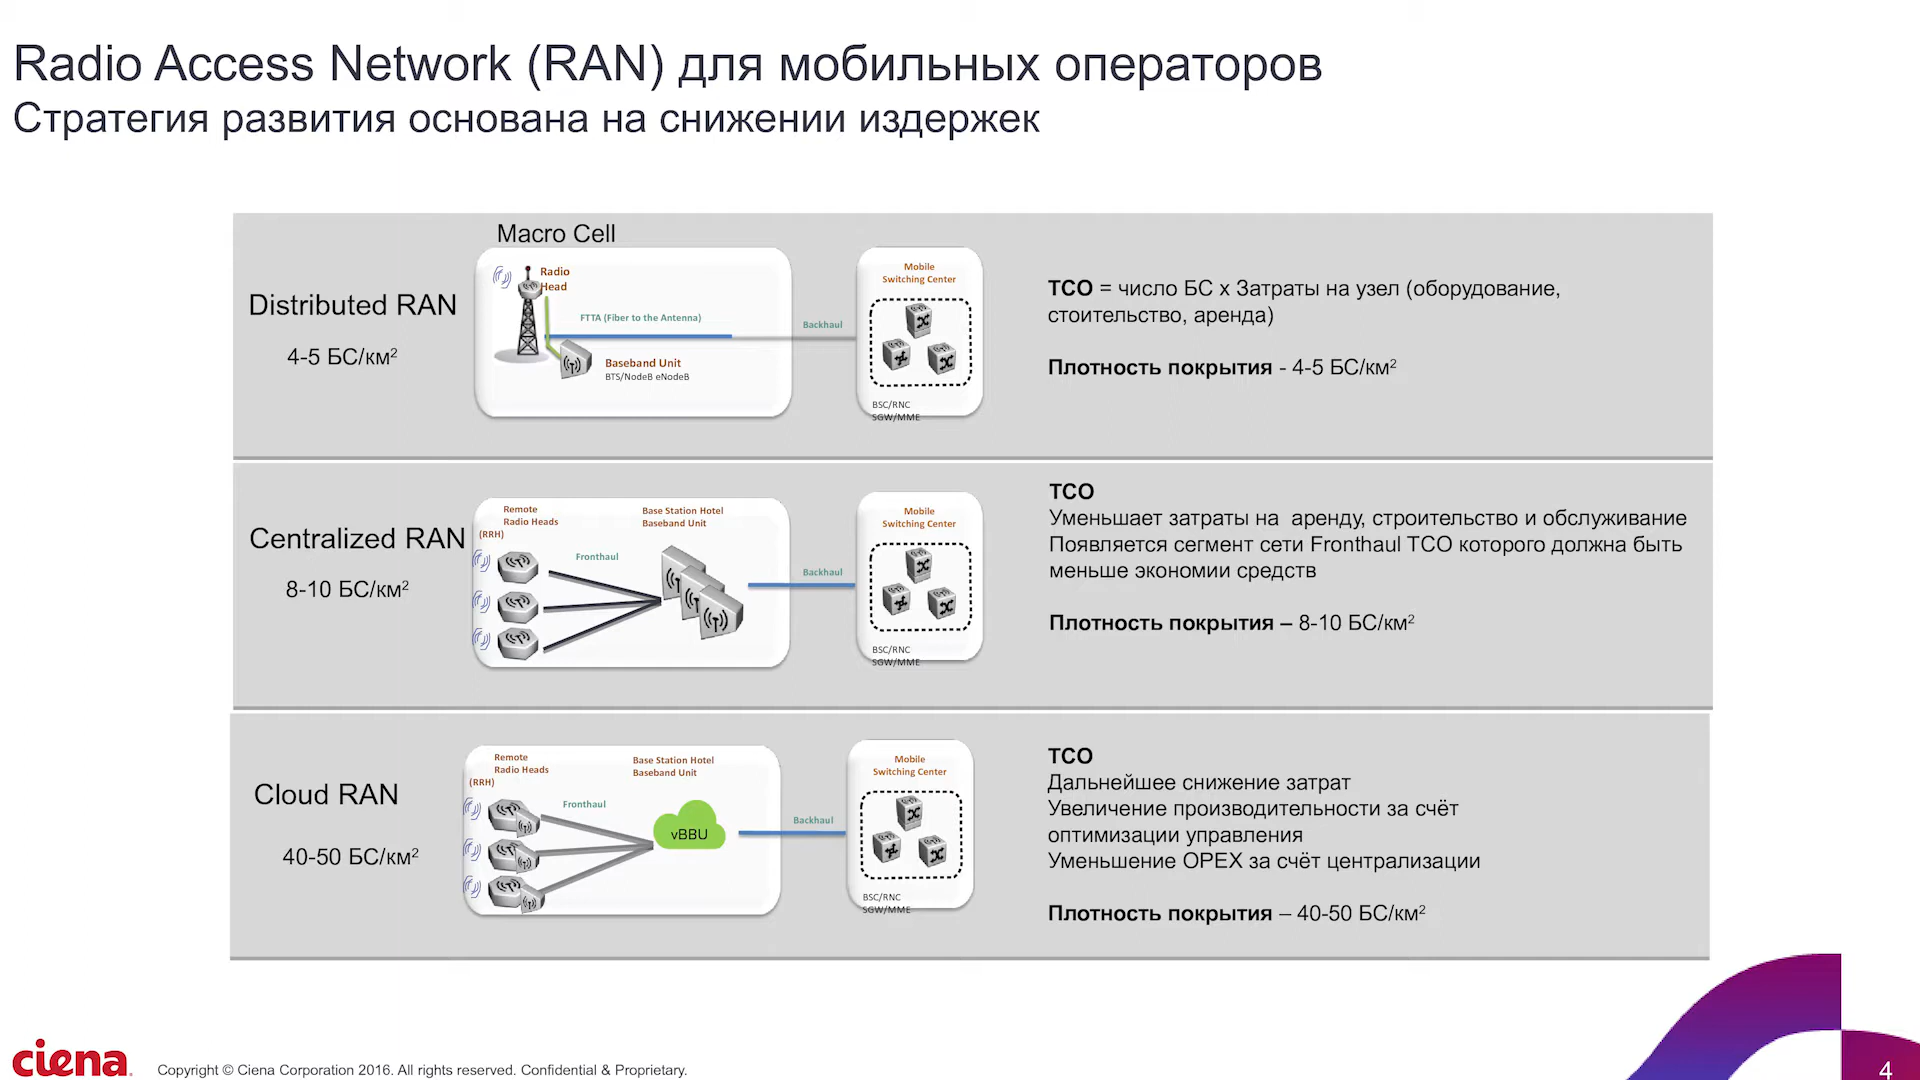 Radio Access Network (RAN) для мобильных операторов
Стратегия развития основана на снижении издержек
Macro Cell
Distributed RAN
4-5 БС/км²
Radio
Head
FTTA (Fiber to the Antenna)
Baseband Unit
BTS/NodeB eNodeB
Backhaul
Mobile
Switching Center
BSC/RNC
SGW/MME
TCO = число БС x Затраты на узел (оборудование,
стоительство, аренда)
Плотность покрытия - 4-5 БС/км²
Centralized RAN
8-10 БС/км²
Remote
Radio Heads
(RRH)
Fronthaul
Base Station Hotel
Baseband Unit
Backhaul
Mobile
Switching Center
BSC/RNC
SGW/MME
TCO
Уменьшает затраты на аренду, строительство и обслуживание
Появляется сегмент сети Fronthaul TCO которого должна быть
меньше экономии средств
Плотность покрытия – 8-10 БС/км²
Cloud RAN
40-50 БС/км²
Remote
Radio Heads
(RRH)
Fronthaul
Base Station Hotel
Baseband Unit
vBBU
Backhaul
Mobile
Switching Center
BSC/RNC
SGW/MME
TCO
Дальнейшее снижение затрат
Увеличение производительности за счёт
оптимизации управления
Уменьшение OPEX за счёт централизации
Плотность покрытия – 40-50 БС/км²
ciena
Copyright © Ciena Corporation 2016. All rights reserved. Confidential & Proprietary.
4